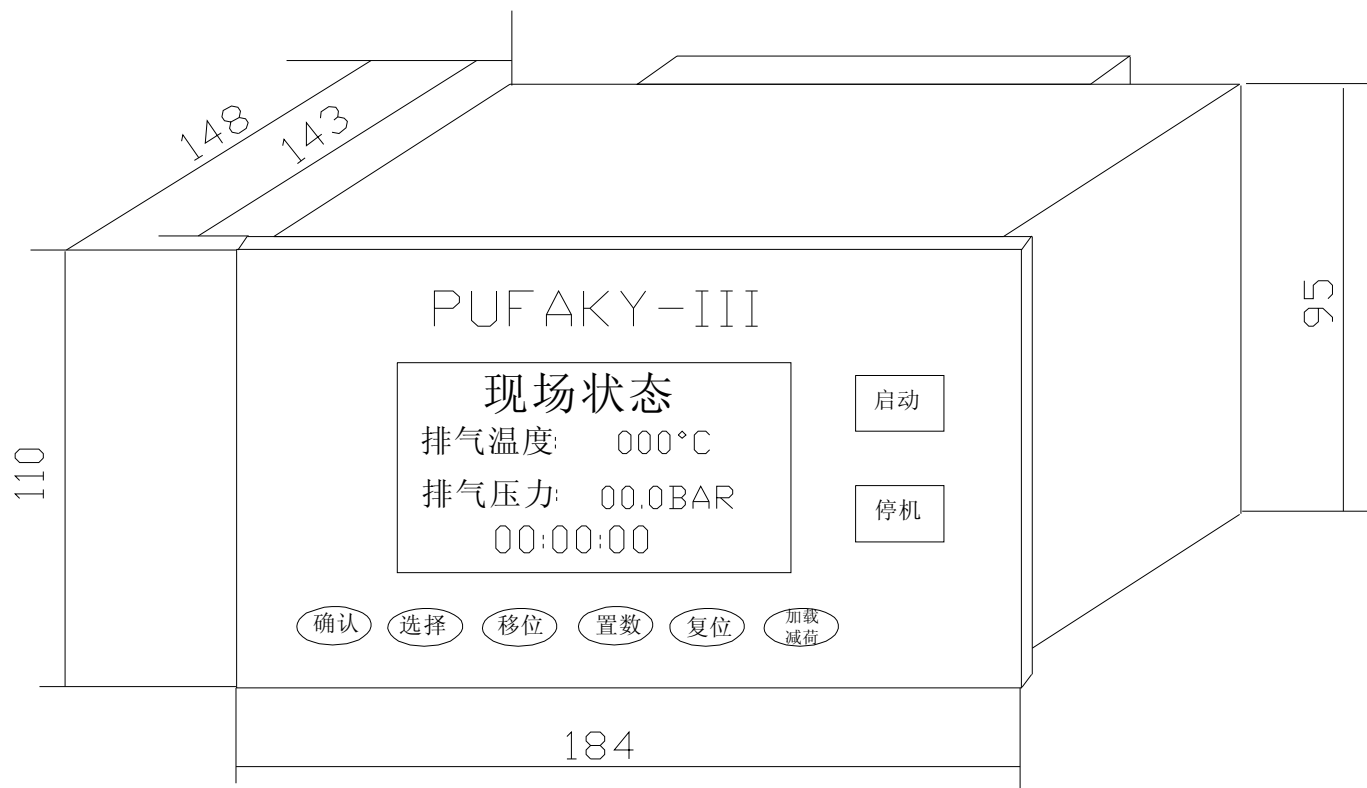 148
143
PUFAKY-III
现场状态
排气温度: 000°C
排气压力: 00.0BAR
00:00:00
启动
停机
确认 选择 移位 置数 复位 加载
减荷
110
95
184